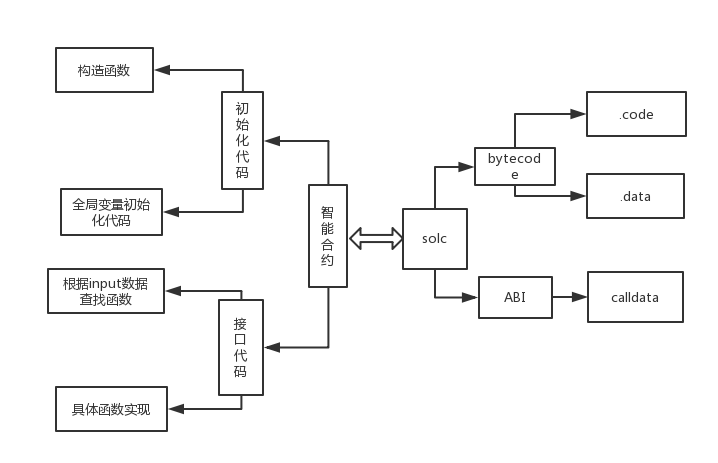 构造函数
初
始
化
代
码
全局变量初始
化代码
智
能
合
约
根据input数据
查找函数
接
口
代
码
具体函数实现
solc
bytecod
e
.code
.data
ABI
calldata